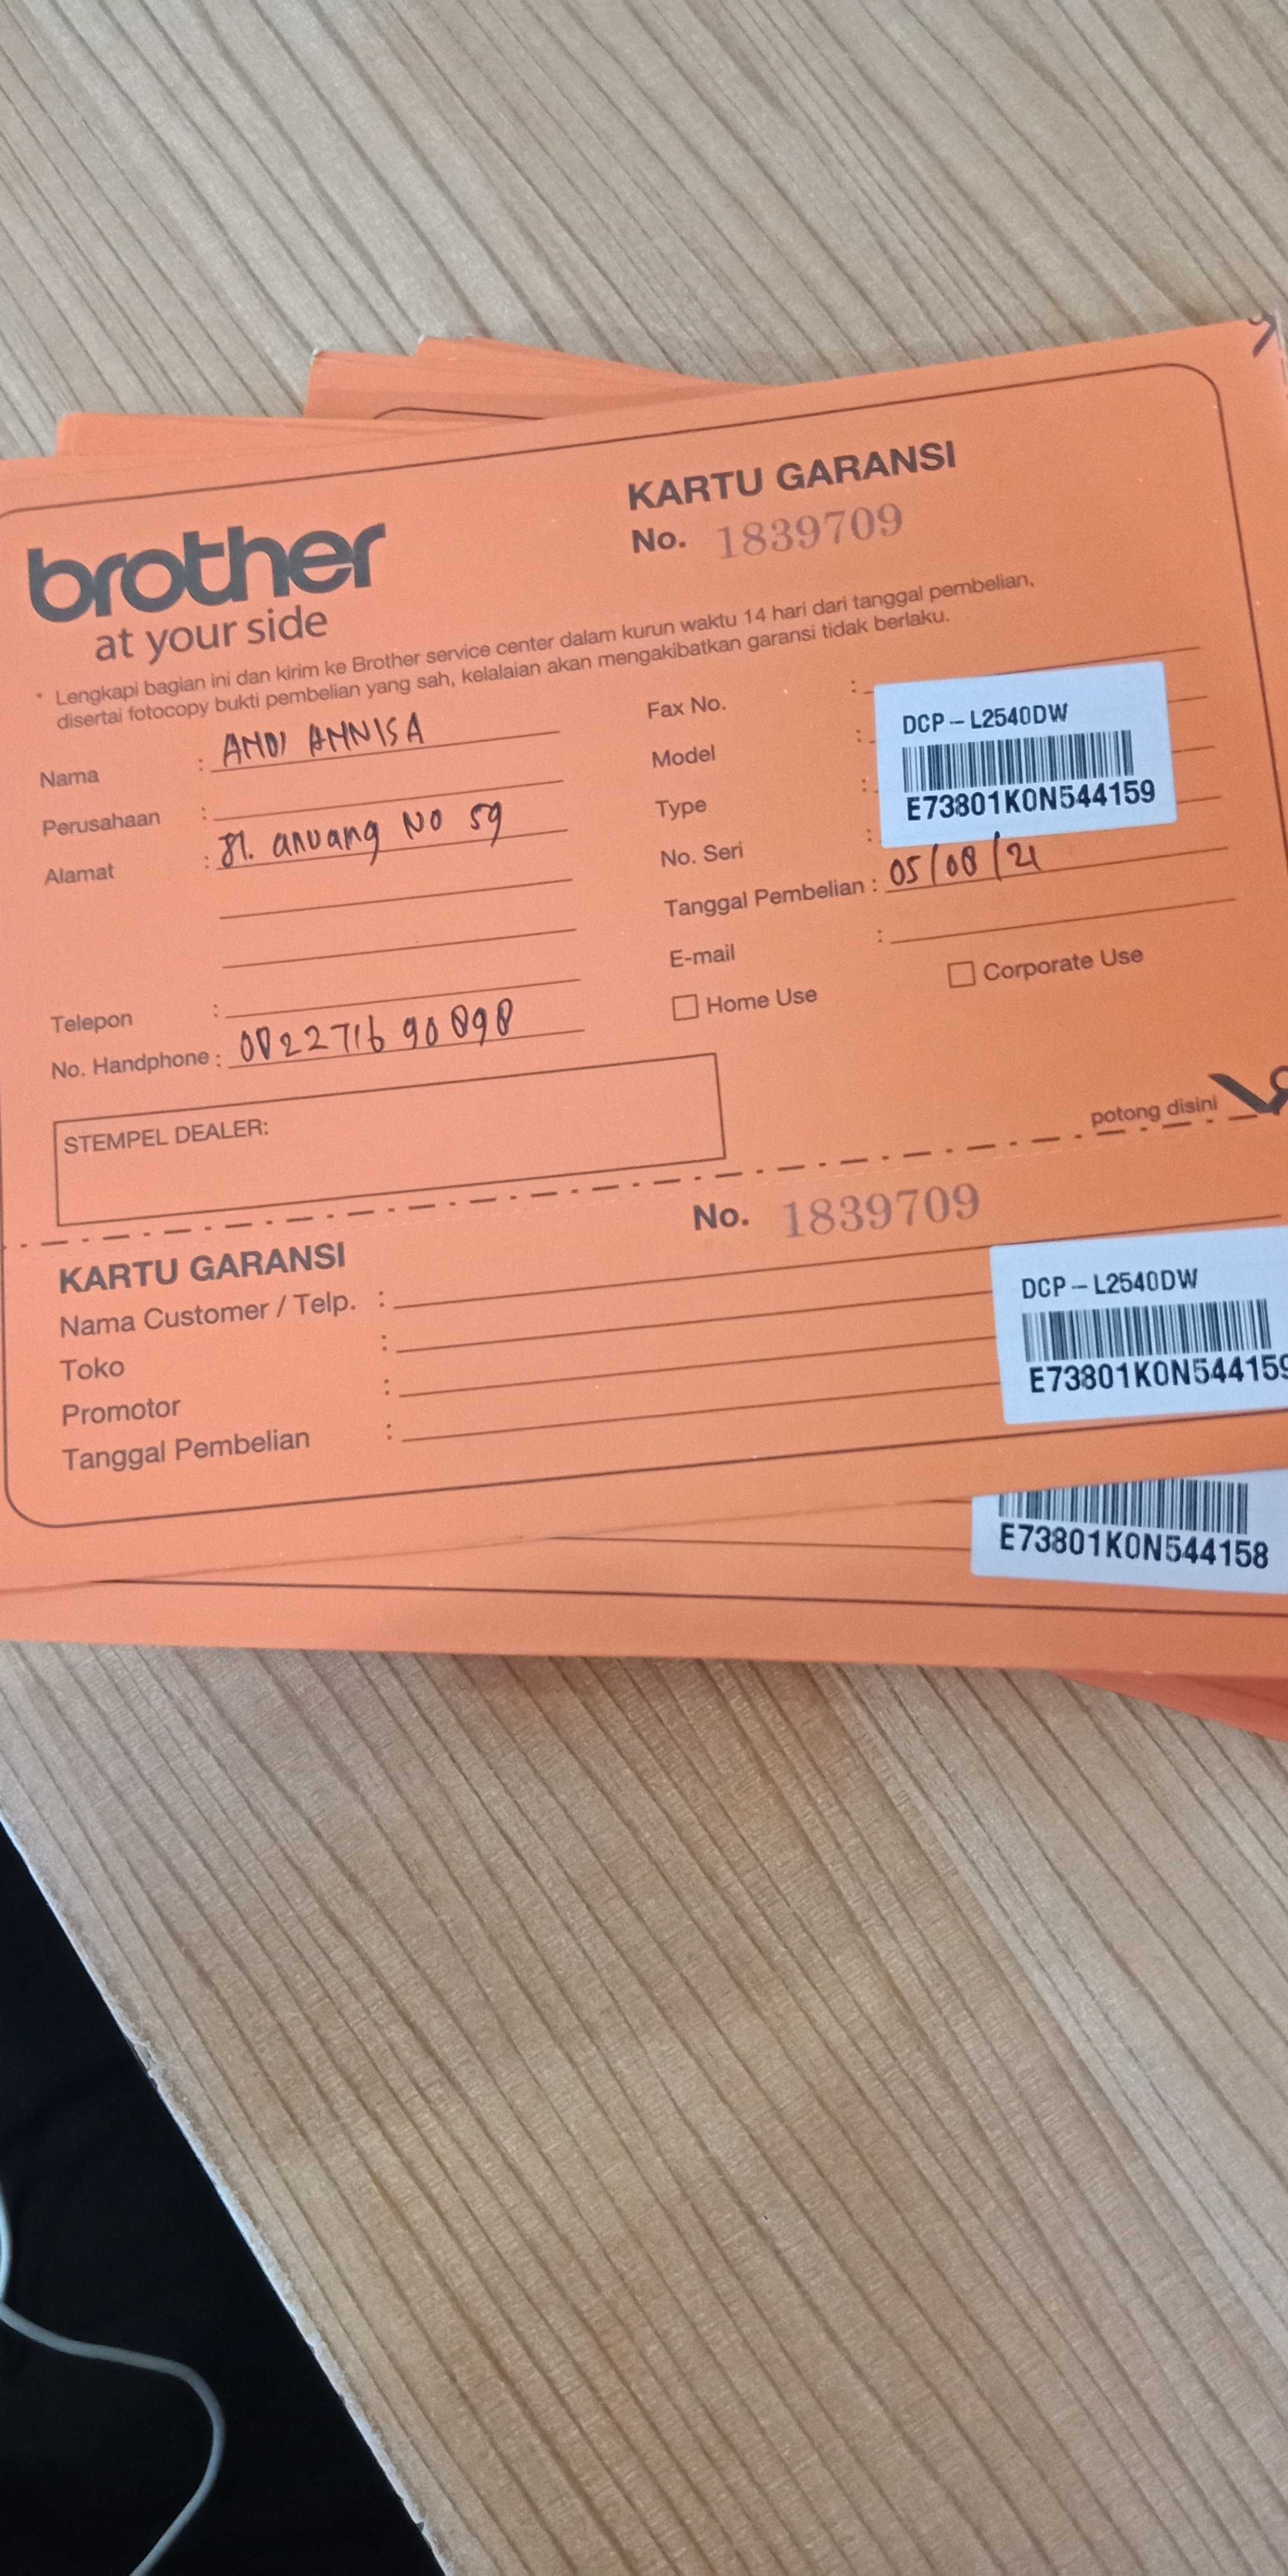 brother
at your side
KARTU GARANSI
No. 1839709
* Lengkapi bagian ini dan kirim ke Brother service center dalam kurun waktu 14 hari dari tanggal pembelian,
disertai fotocopy bukti pembelian yang sah, kelalaian akan mengakibatkan garansi tidak berlaku.
Nama : ANDI ANNISA
Perusahaan :
Alamat : Jl. anuang NO 59
Telepon :
No. Handphone : 082271690898
Fax No. :
Model :
Type :
No. Seri :
DCP-L2540DW
E73801K0N544159
Tanggal Pembelian : 05/08/21
E-mail :
Home Use
Corporate Use
STEMPEL DEALER:
potong disini
KARTU GARANSI
No. 1839709
Nama Customer / Telp. :
Toko :
Promotor :
Tanggal Pembelian :
DCP-L2540DW
E73801K0N544159
E73801K0N544158